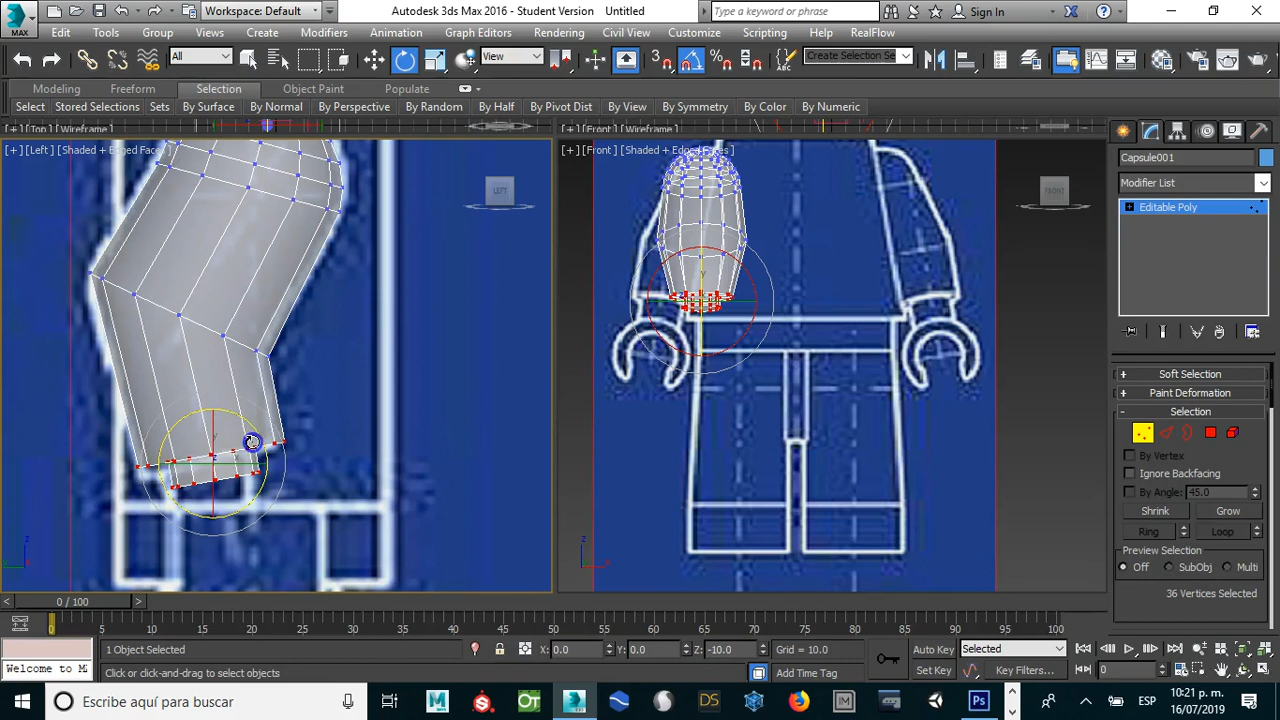 MAX
Workspace: Default
Autodesk 3ds Max 2016 - Student Version    Untitled
Type a keyword or phrase
Sign In
Edit Tools Group Views Create Modifiers Animation Graph Editors Rendering Civil View Customize Scripting Help RealFlow
All
View
Create Selection Se
Modeling Freeform Selection Object Paint Populate
Select Stored Selections Sets By Surface By Normal By Perspective By Random By Half By Pivot Dist By View By Symmetry By Color By Numeric
[+] [Top] [Wireframe]
[+] [Front] [Wireframe]
[+] [Left] [Shaded + Edged Faces]
[+] [Front] [Shaded + Edged Faces]
LEFT
FRONT
Capsule001
Modifier List
Editable Poly
Soft Selection
Paint Deformation
Selection
By Vertex
Ignore Backfacing
By Angle: 45.0
Shrink Grow
Ring Loop
Preview Selection
Off SubObj Multi
36 Vertices Selected
0 / 100
0 5 10 15 20 25 30 35 40 45 50 55 60 65 70 75 80 85 90 95 100
1 Object Selected
X: 0.0 Y: 0.0 Z: -10.0 Grid = 10.0
Auto Key Selected
Welcome to M
Click or click-and-drag to select objects
Add Time Tag
Set Key Key Filters...
0
Escribe aquí para buscar
ESP
10:21 p. m.
16/07/2019